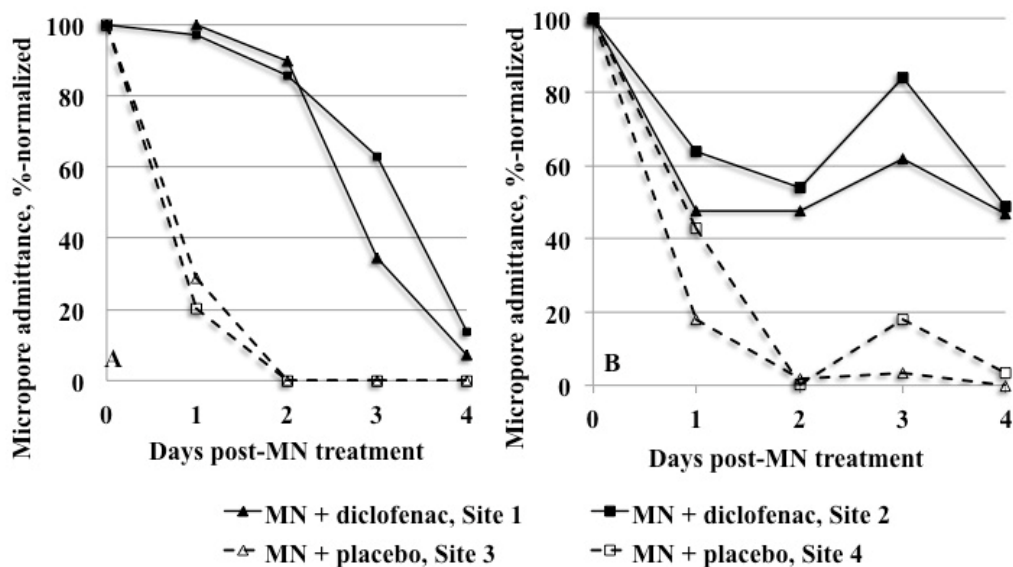 Micropore admittance, %-normalized
100
80
60
40
20
0
A
0 1 2 3 4
Days post-MN treatment
Micropore admittance, %-normalized
100
80
60
40
20
0
B
0 1 2 3 4
Days post-MN treatment
MN + diclofenac, Site 1
MN + diclofenac, Site 2
MN + placebo, Site 3
MN + placebo, Site 4